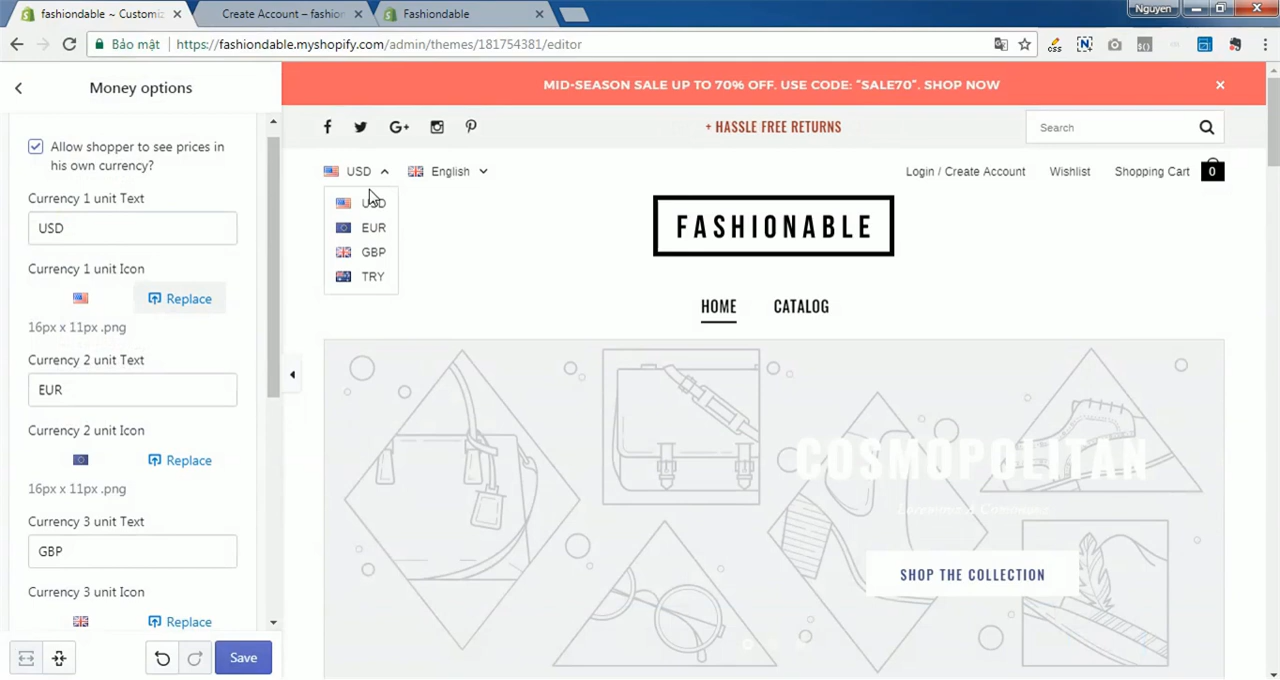 fashiondable ~ Customiz
Create Account – fashion
Fashiondable
Nguyen
Bảo mật
https://fashiondable.myshopify.com/admin/themes/181754381/editor
CSS
Money options
Allow shopper to see prices in
his own currency?
Currency 1 unit Text
USD
Currency 1 unit Icon
Replace
16px x 11px .png
Currency 2 unit Text
EUR
Currency 2 unit Icon
Replace
16px x 11px .png
Currency 3 unit Text
GBP
Currency 3 unit Icon
Replace
Save
MID-SEASON SALE UP TO 70% OFF. USE CODE: “SALE70”. SHOP NOW
+ HASSLE FREE RETURNS
Search
USD
English
Login / Create Account
Wishlist
Shopping Cart
0
USD
EUR
GBP
TRY
FASHIONABLE
HOME
CATALOG
COSMOPOLITAN
SHOP THE COLLECTION